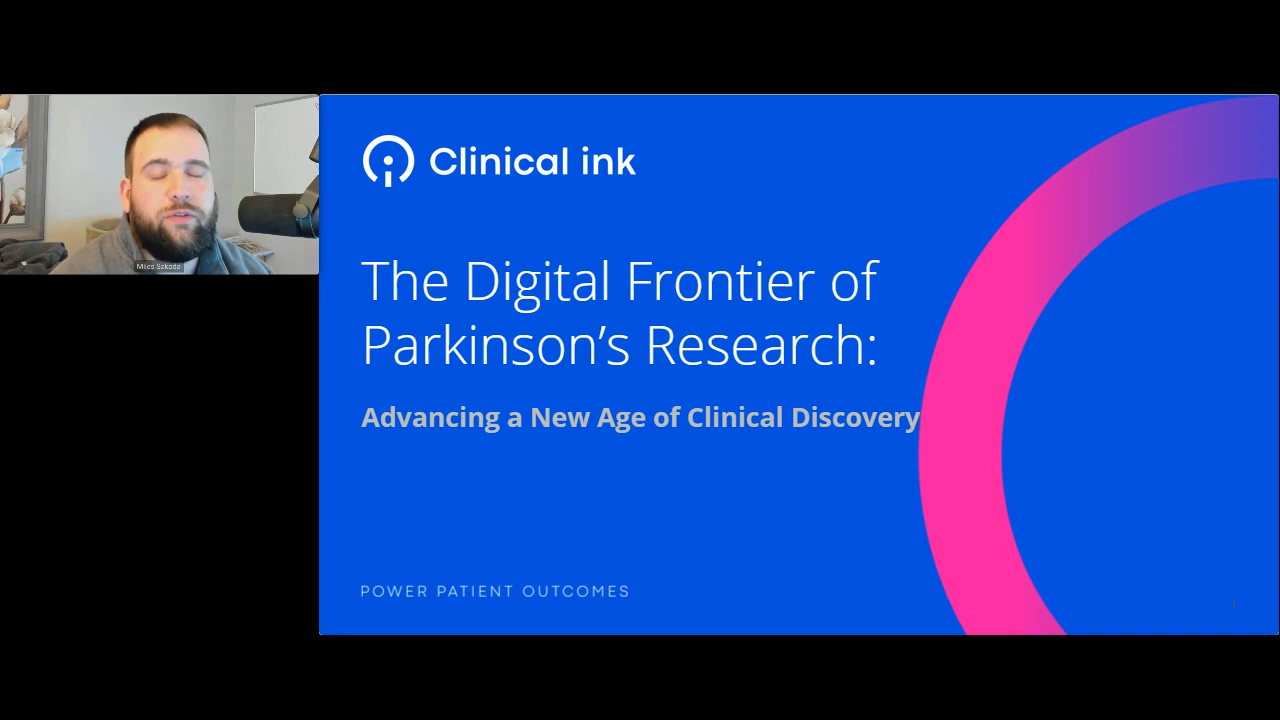 Clinical ink
The Digital Frontier of
Parkinson’s Research:
Advancing a New Age of Clinical Discovery
POWER PATIENT OUTCOMES
Miles Szkoda
1